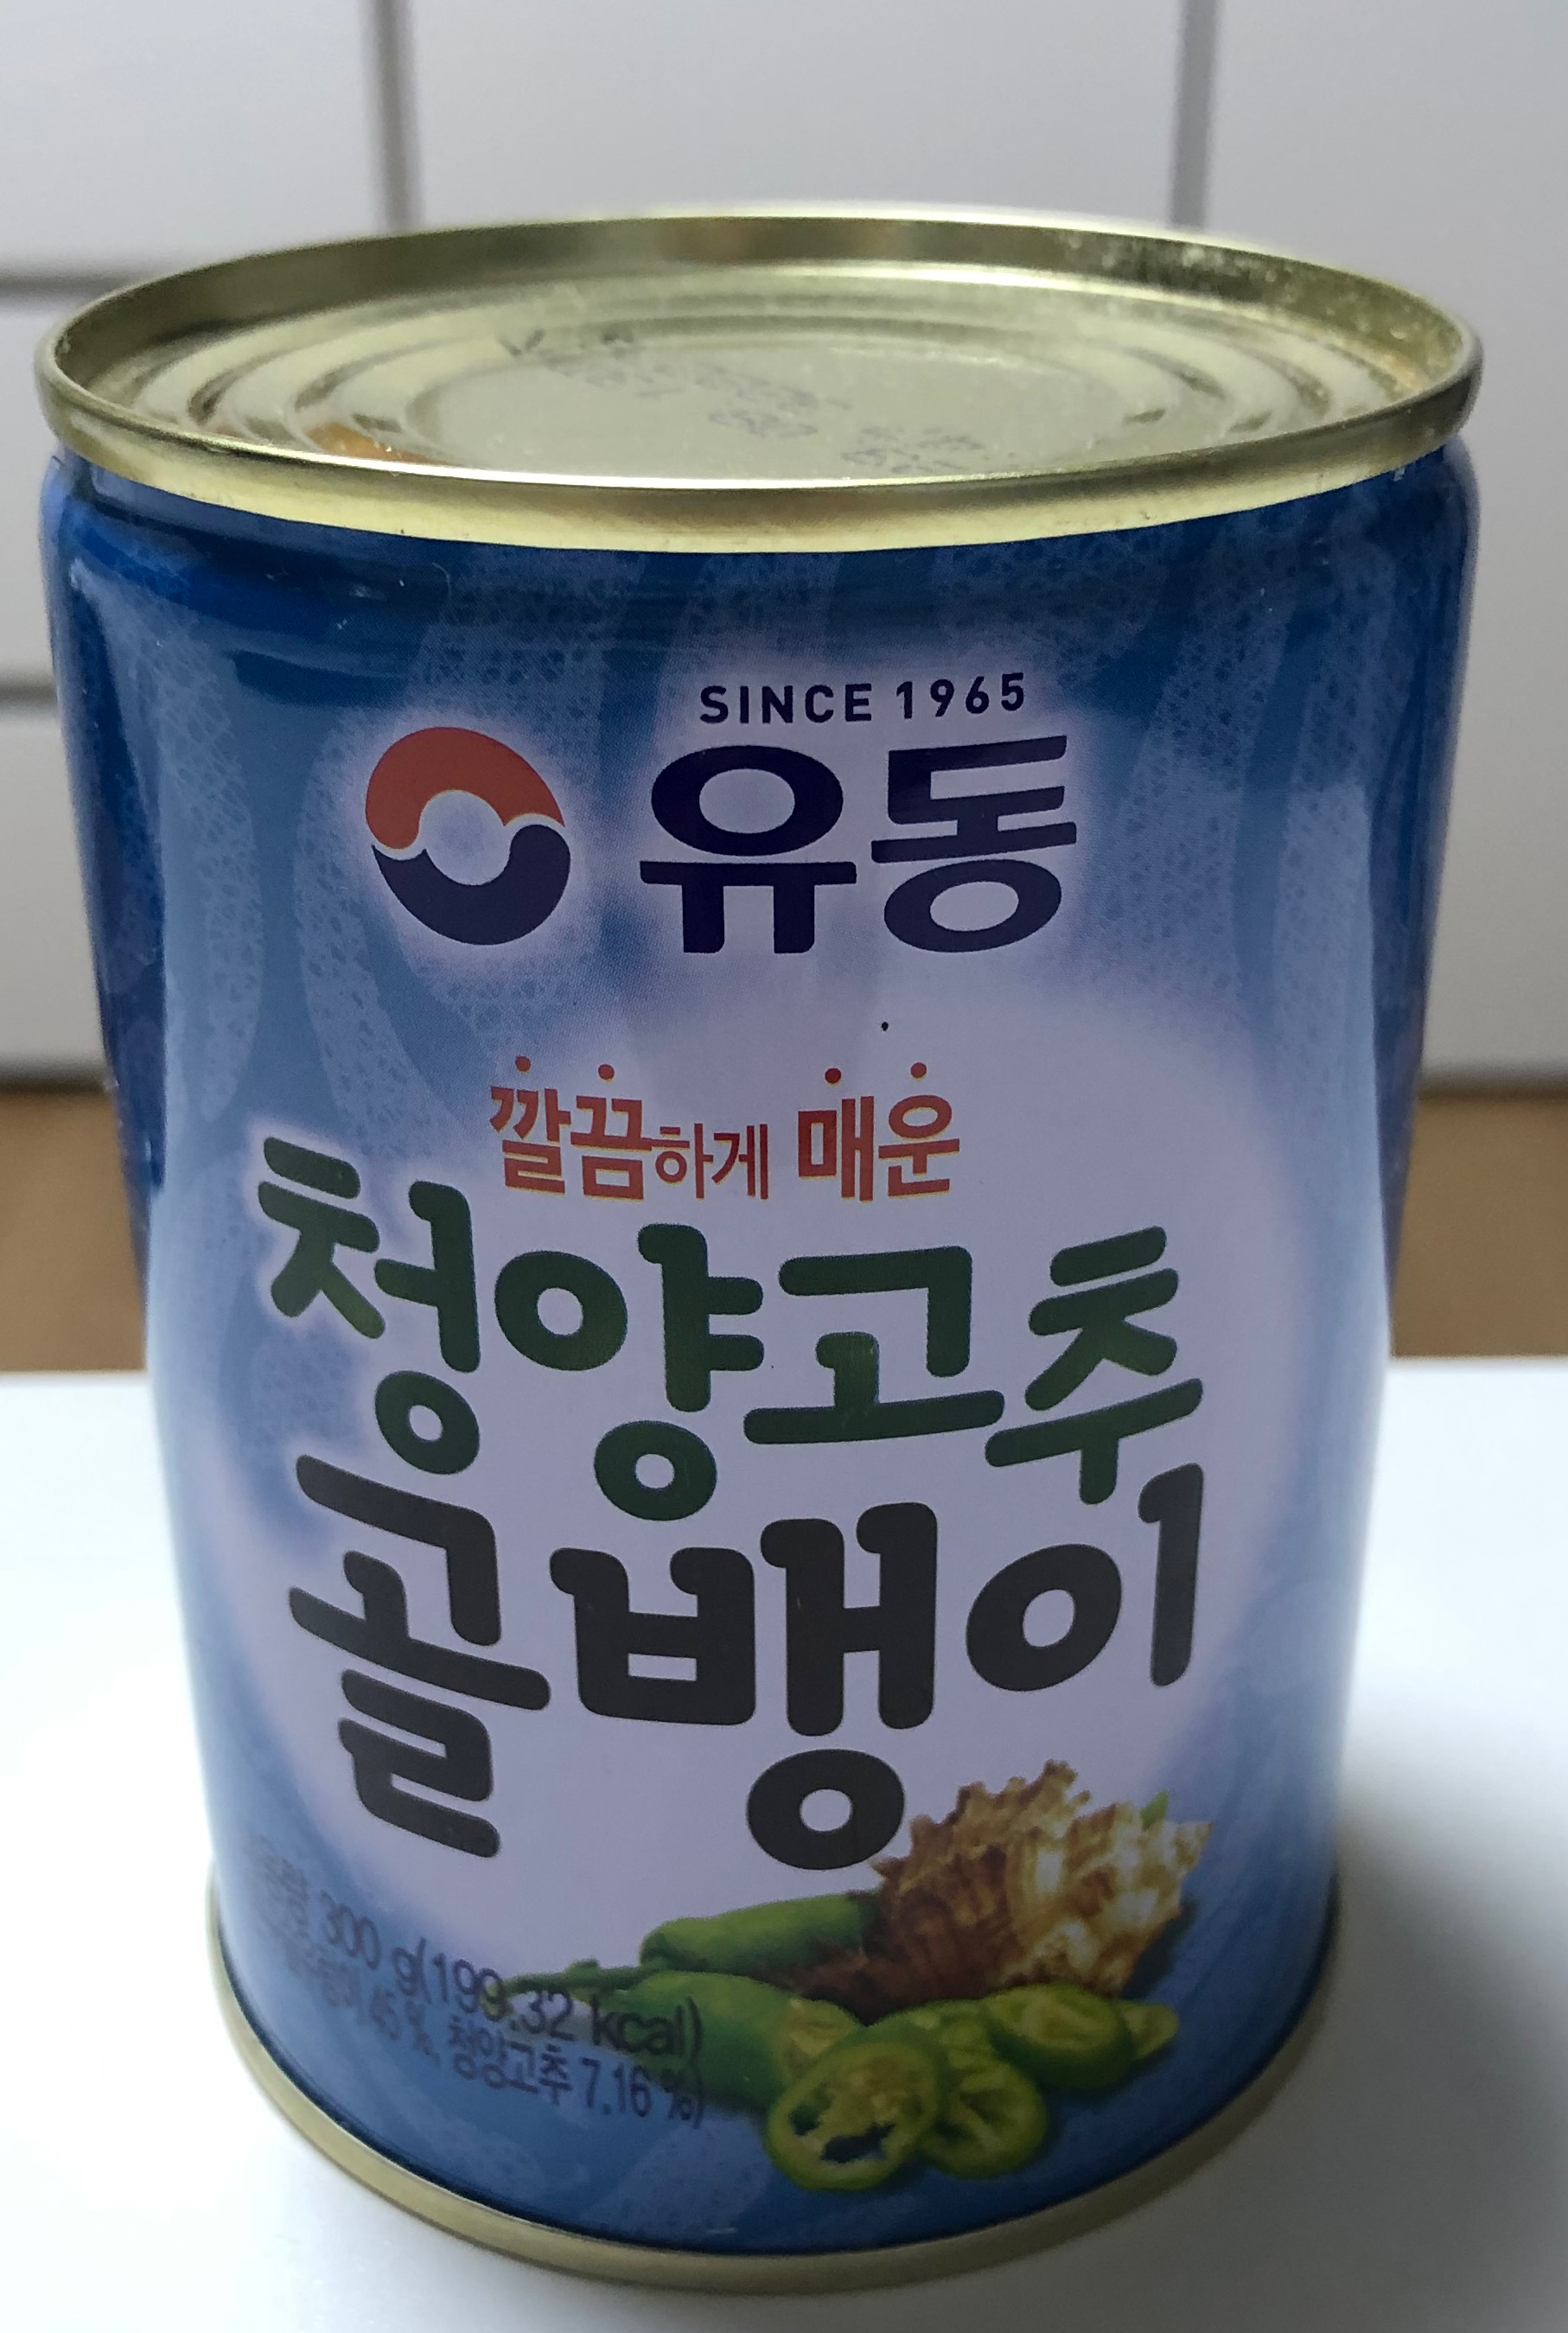 SINCE 1965
유동
깔끔하게 매운
청양고추
골뱅이
300 g(199.32 kcal)
45 %, 청양고추 7.16 %)